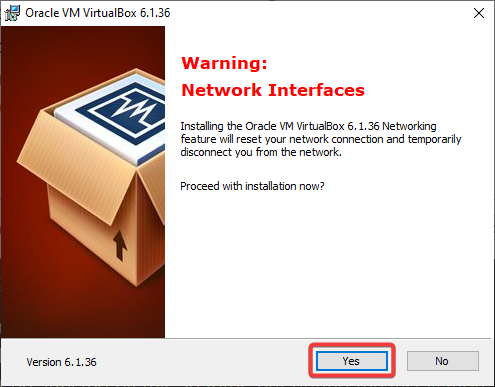 Oracle VM VirtualBox 6.1.36
Warning:
Network Interfaces
Installing the Oracle VM VirtualBox 6.1.36 Networking
feature will reset your network connection and temporarily
disconnect you from the network.
Proceed with installation now?
Version 6.1.36
Yes
No